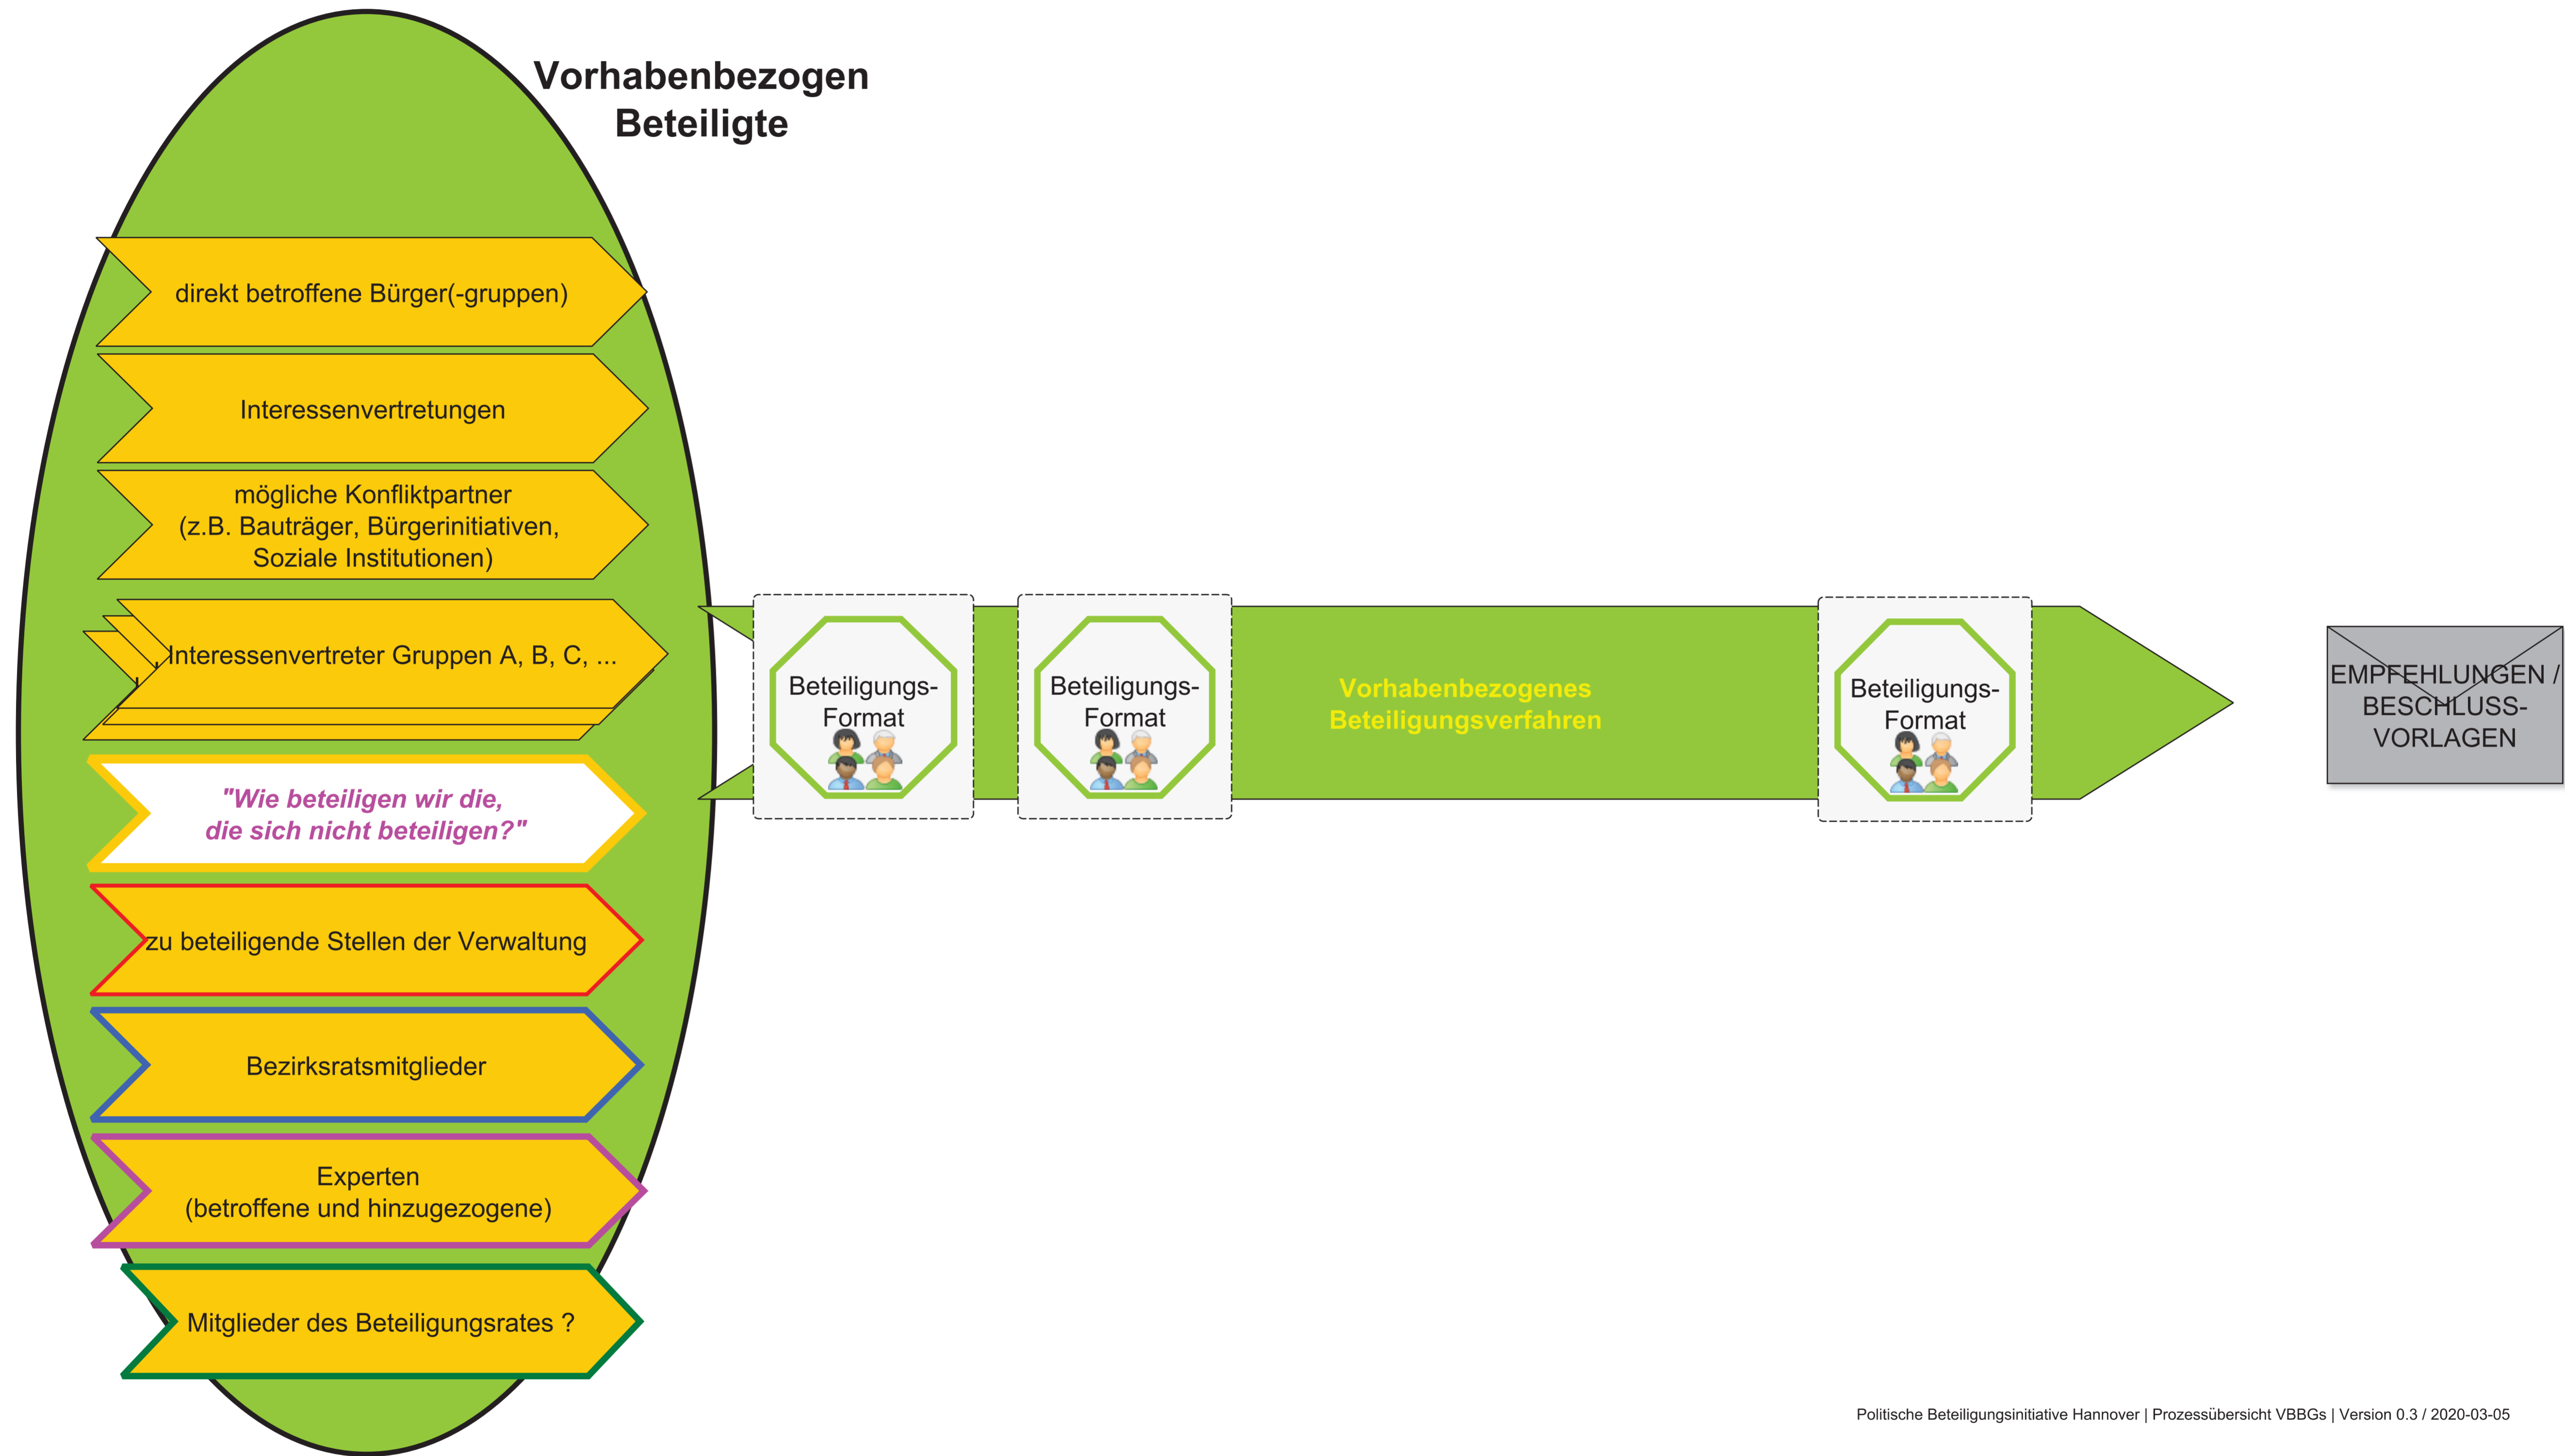 Vorhabenbezogen
Beteiligte
direkt betroffene Bürger(-gruppen)
Interessenvertretungen
mögliche Konfliktpartner
(z.B. Bauträger, Bürgerinitiativen,
Soziale Institutionen)
Interessenvertreter Gruppen A, B, C, ...
"Wie beteiligen wir die,
die sich nicht beteiligen?"
zu beteiligende Stellen der Verwaltung
Bezirksratsmitglieder
Experten
(betroffene und hinzugezogene)
Mitglieder des Beteiligungsrates ?
Beteiligungs-
Format
Beteiligungs-
Format
Vorhabenbezogenes
Beteiligungsverfahren
Beteiligungs-
Format
EMPFEHLUNGEN /
BESCHLUSS-
VORLAGEN
Politische Beteiligungsinitiative Hannover | Prozessübersicht VBBGs | Version 0.3 / 2020-03-05